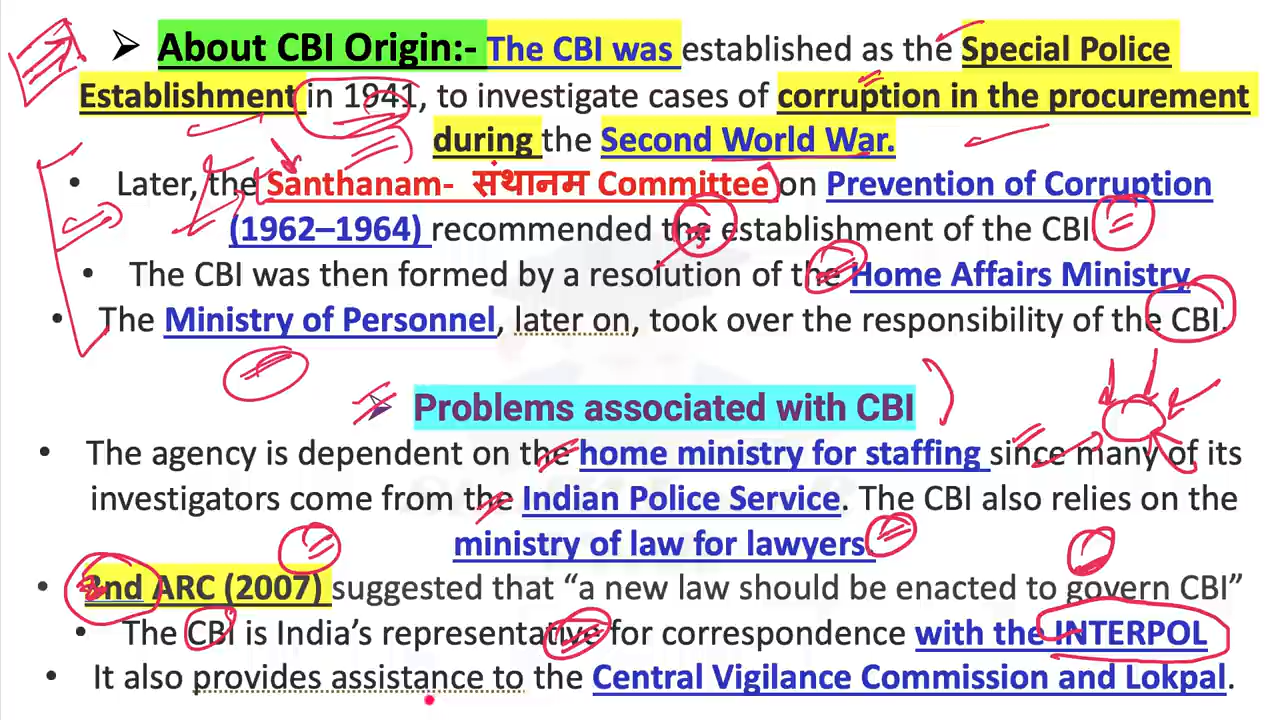 ➢ About CBI Origin:- The CBI was established as the Special Police
Establishment in 1941, to investigate cases of corruption in the procurement
during the Second World War.
• Later, the Santhanam- संथानम Committee on Prevention of Corruption
(1962–1964) recommended the establishment of the CBI.
• The CBI was then formed by a resolution of the Home Affairs Ministry.
• The Ministry of Personnel, later on, took over the responsibility of the CBI.
➢ Problems associated with CBI
• The agency is dependent on the home ministry for staffing since many of its
investigators come from the Indian Police Service. The CBI also relies on the
ministry of law for lawyers.
• 2nd ARC (2007) suggested that “a new law should be enacted to govern CBI”
• The CBI is India’s representative for correspondence with the INTERPOL
• It also provides assistance to the Central Vigilance Commission and Lokpal.